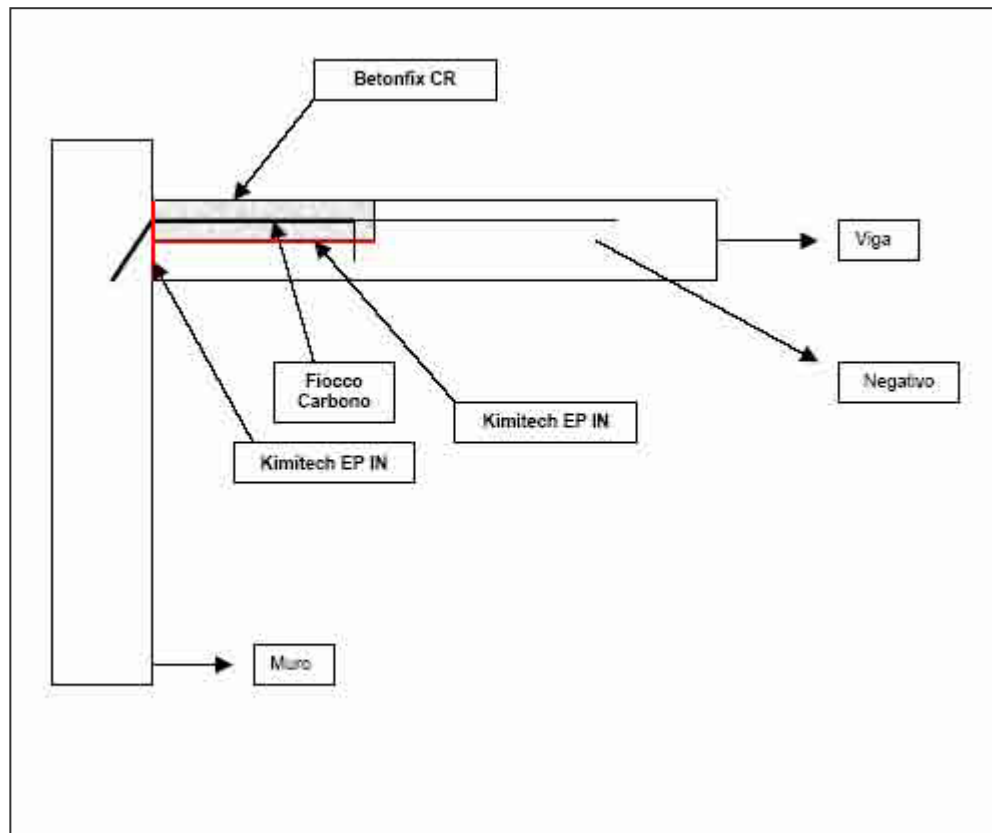 Betonfix CR
Viga
Fiocco
Carbono
Negativo
Kimitech EP IN
Kimitech EP IN
Muro